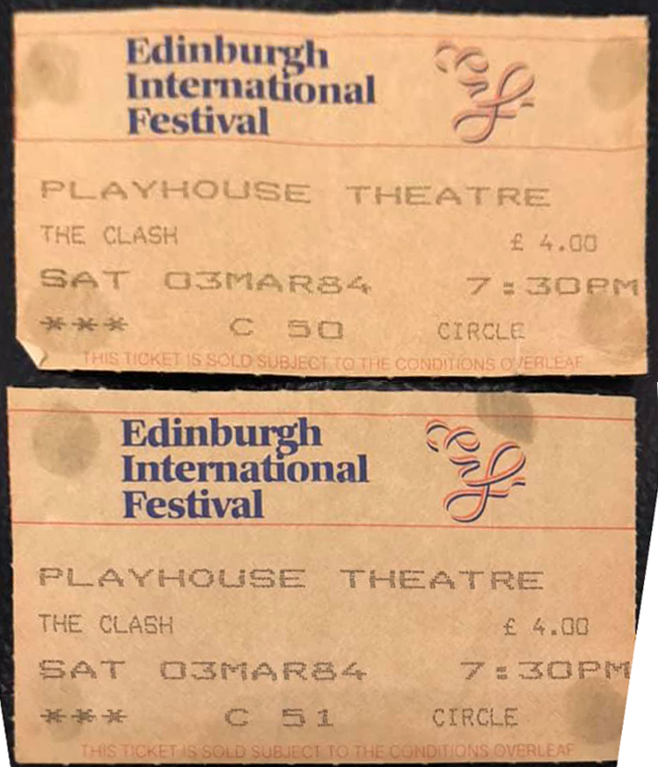 Edinburgh
International
Festival
PLAYHOUSE THEATRE
THE CLASH £ 4.00
SAT 03MAR84 7:30PM
*** C 50 CIRCLE
THIS TICKET IS SOLD SUBJECT TO THE CONDITIONS OVERLEAF
Edinburgh
International
Festival
PLAYHOUSE THEATRE
THE CLASH £ 4.00
SAT 03MAR84 7:30PM
*** C 51 CIRCLE
THIS TICKET IS SOLD SUBJECT TO THE CONDITIONS OVERLEAF